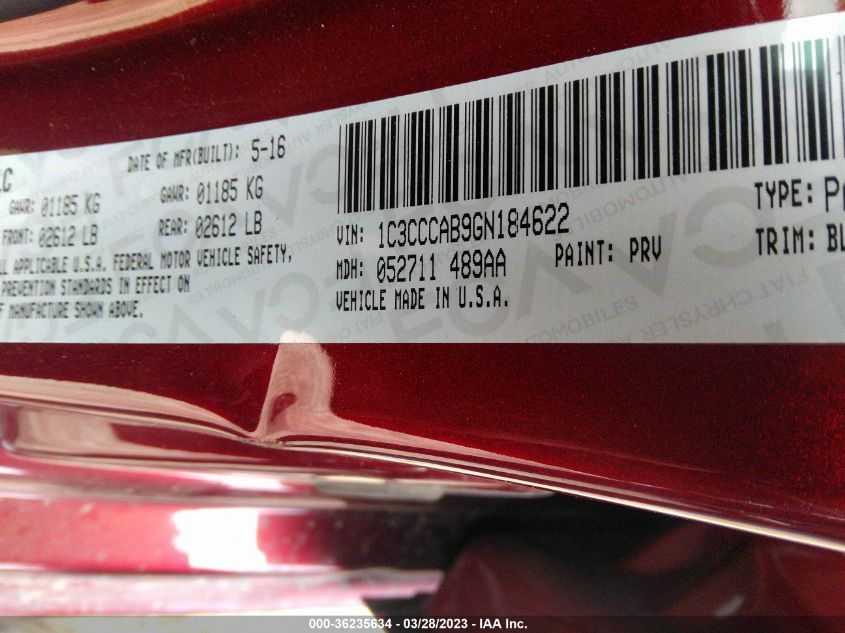 DATE OF MFR(BUILT): 5-16
GAWR: 01185 KG GAWR: 01185 KG
FRONT: 02612 LB REAR: 02612 LB
APPLICABLE U.S.A. FEDERAL MOTOR VEHICLE SAFETY,
PREVENTION STANDARDS IN EFFECT ON
MANUFACTURE SHOWN ABOVE.
VIN: 1C3CCCAB9GN184622 TYPE:
MDH: 052711 489AA PAINT: PRV TRIM:
VEHICLE MADE IN U.S.A.
000-36235634 - 03/28/2023 - IAA Inc.